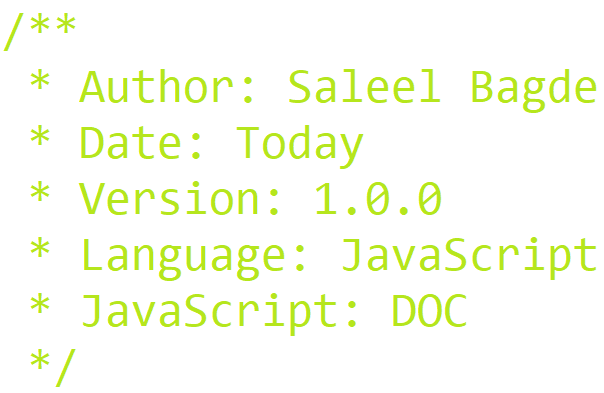 /**
 * Author: Saleel Bagde
 * Date: Today
 * Version: 1.0.0
 * Language: JavaScript
 * JavaScript: DOC
 */